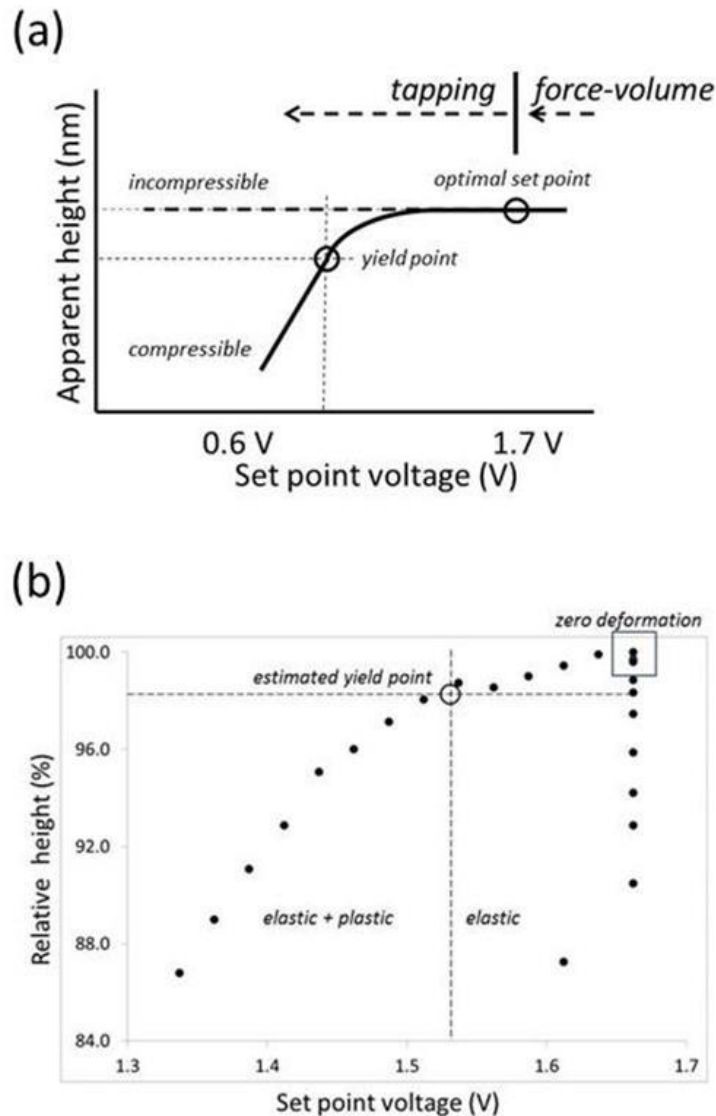 (a)
tapping
force-volume
Apparent height (nm)
incompressible
optimal set point
yield point
compressible
0.6 V
1.7 V
Set point voltage (V)
(b)
zero deformation
100.0
estimated yield point
96.0
Relative height (%)
92.0
elastic + plastic
elastic
88.0
84.0
1.3
1.4
1.5
1.6
1.7
Set point voltage (V)